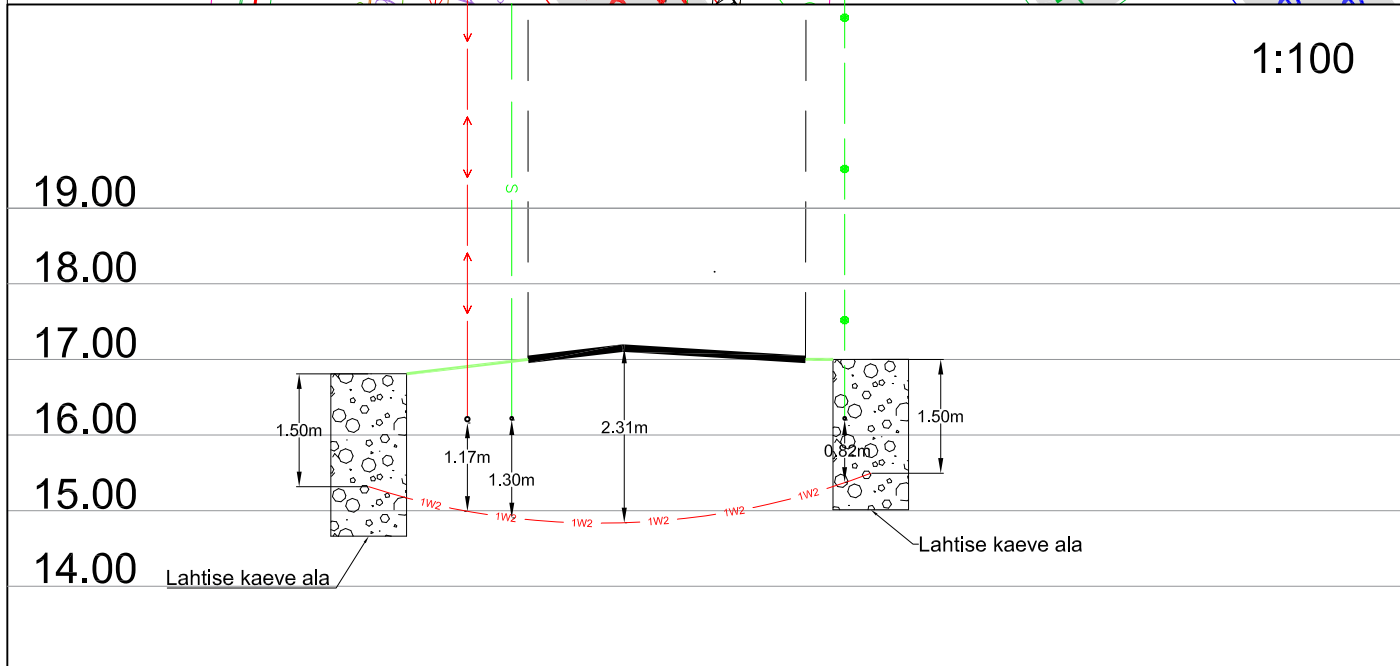 1:100
19.00
S
18.00
17.00
16.00
1.50m
2.31m
1.50m
1.17m
0.82m
1.30m
15.00
1W2
1W2
1W2
1W2
1W2
1W2
Lahtise kaeve ala
14.00
Lahtise kaeve ala